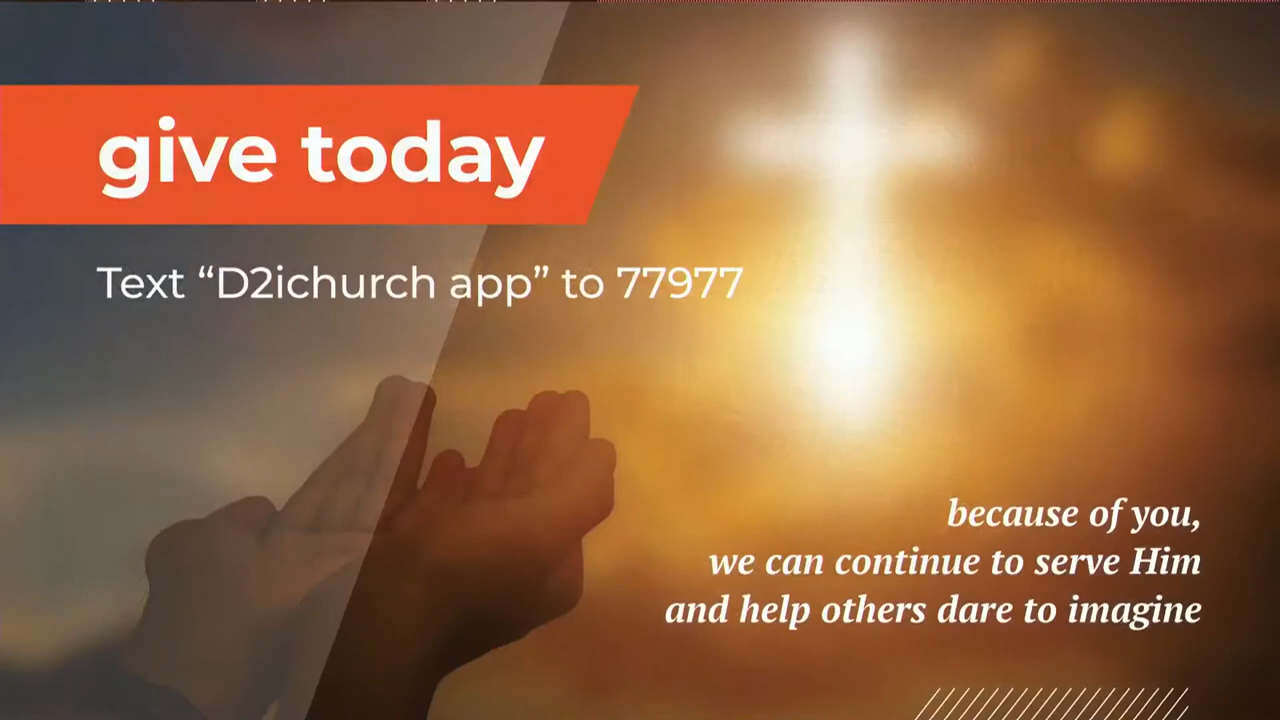 give today
Text “D2ichurch app” to 77977
because of you,
we can continue to serve Him
and help others dare to imagine